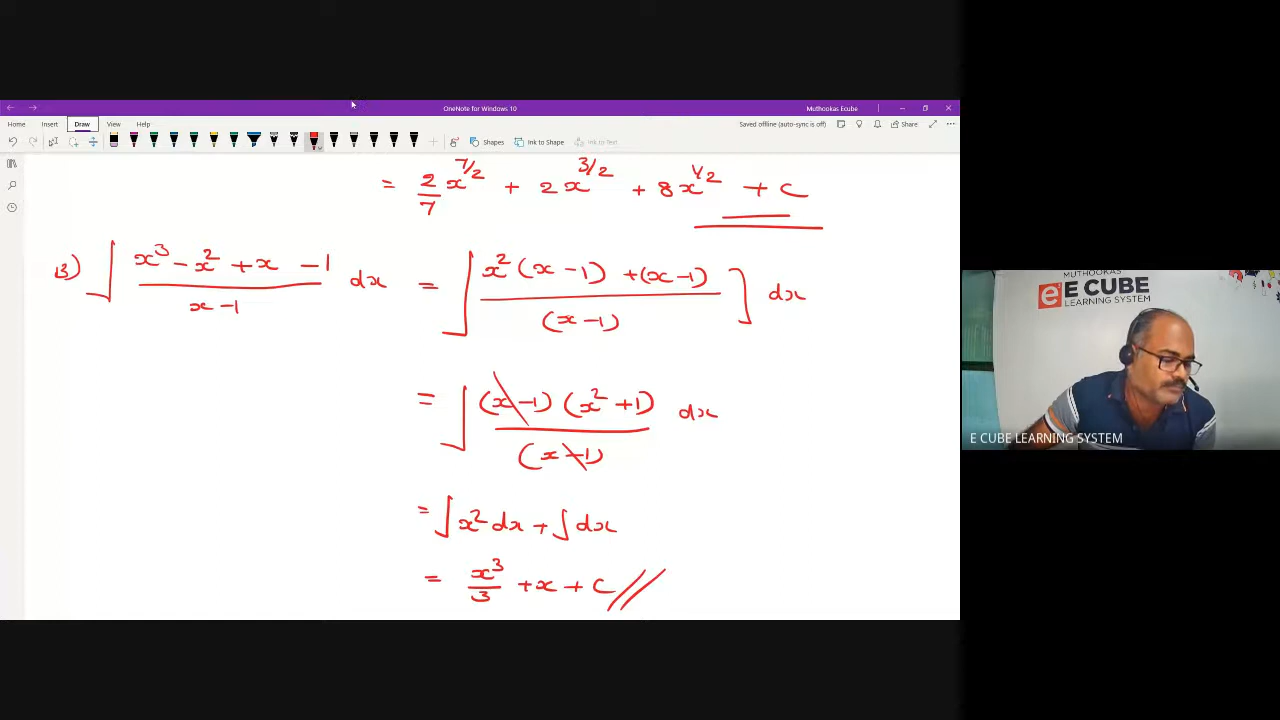 OneNote for Windows 10
Muthookas Ecube
Home Insert Draw View Help
Saved offline (auto-sync is off)
Share
Shapes
Ink to Shape
Ink to Text
= 2/7 x^{7/2} + 2x^{3/2} + 8x^{1/2} + C
13) ∫ (x³ - x² + x - 1)/(x - 1) dx = ∫ [x²(x - 1) + (x - 1)]/(x - 1) ] dx
= ∫ (x - 1)(x² + 1)/(x - 1) dx
= ∫ x² dx + ∫ dx
= x³/3 + x + C //
MUTHOOKAS
E CUBE
LEARNING SYSTEM
E CUBE LEARNING SYSTEM